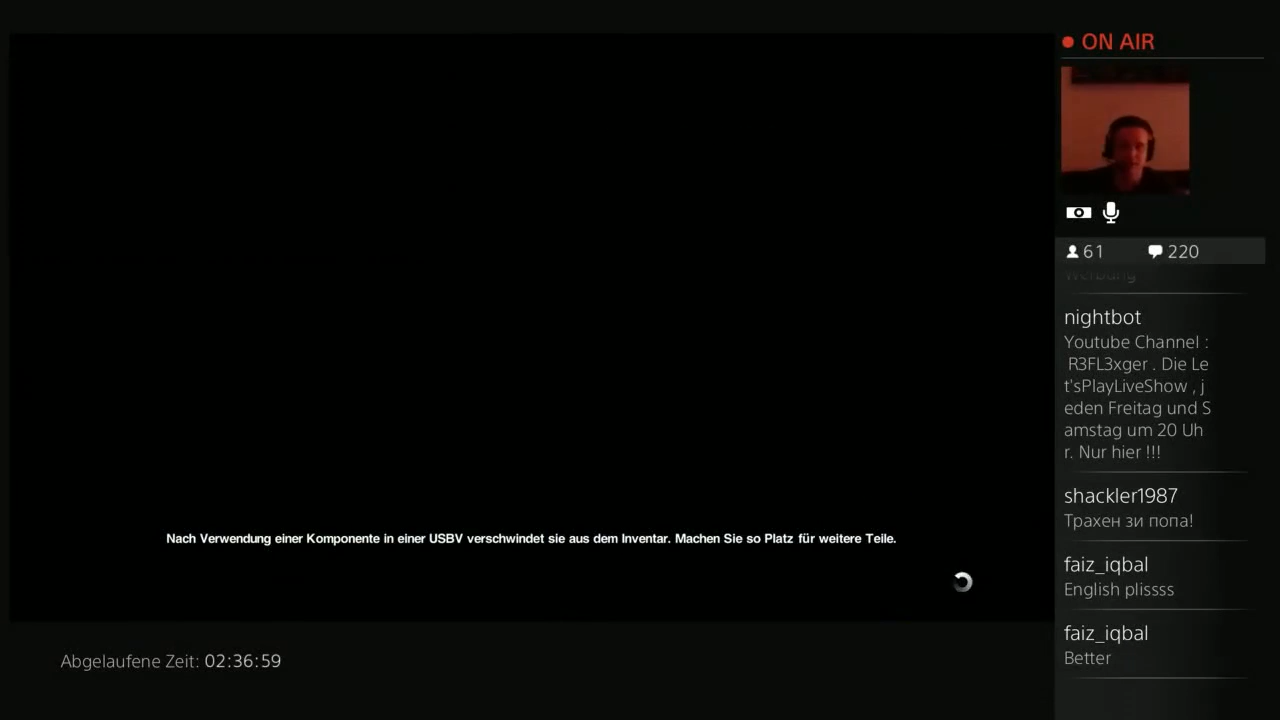 ON AIR
61 220
Werbung
nightbot
Youtube Channel :
R3FL3xger . Die Le
t'sPlayLiveShow , j
eden Freitag und S
amstag um 20 Uh
r. Nur hier !!!
shackler1987
Трахен зи попа!
faiz_iqbal
English plissss
faiz_iqbal
Better
Nach Verwendung einer Komponente in einer USBV verschwindet sie aus dem Inventar. Machen Sie so Platz für weitere Teile.
Abgelaufene Zeit: 02:36:59